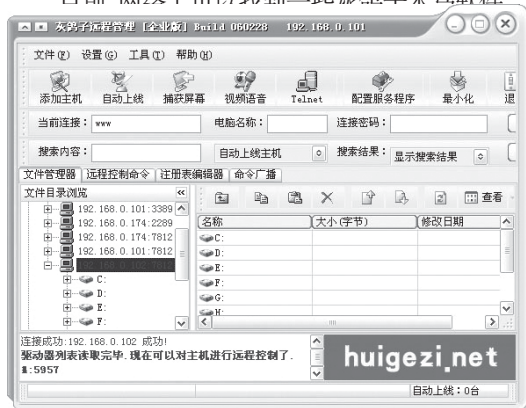 灰鸽子远程管理 [企业版] Build 060228 192.168.0.101
文件(F) 设置(G) 工具(T) 帮助(H)
添加主机 自动上线 捕获屏幕 视频语音 Telnet 配置服务程序 最小化 退
当前连接： www 电脑名称： 连接密码：
搜索内容： 自动上线主机 搜索结果： 显示搜索结果
文件管理器 远程控制命令 注册表编辑器 命令广播
文件目录浏览 查看
192.168.0.101:3389
192.168.0.174:2289
192.168.0.174:7812
192.168.0.101:7812
C:
D:
E:
F:
名称 大小(字节) 修改日期
C:
D:
E:
F:
G:
H:
连接成功:192.168.0.102 成功!
驱动器列表读取完毕,现在可以对主机进行远程控制了.
:5957
huigezi.net
自动上线：0台